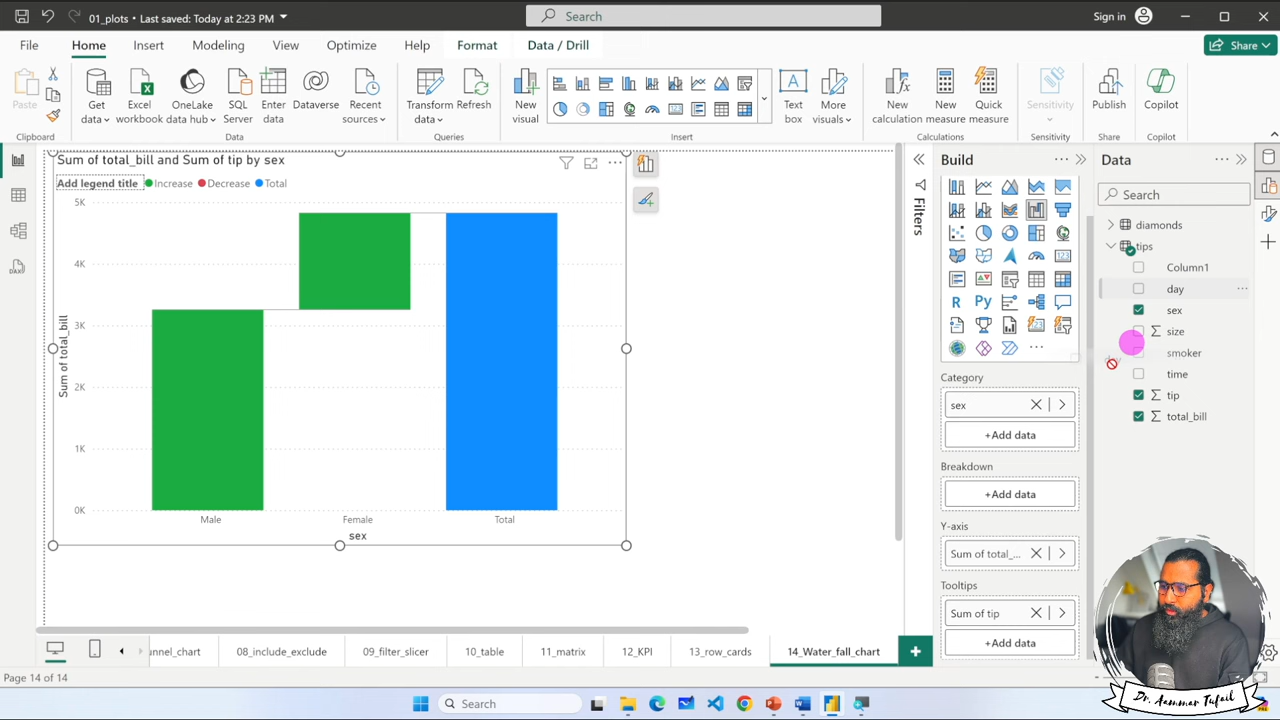 01_plots • Last saved: Today at 2:23 PM
Search
Sign in
File
Home
Insert
Modeling
View
Optimize
Help
Format
Data / Drill
Share
Paste
Get data
Excel workbook
OneLake data hub
SQL Server
Enter data
Dataverse
Recent sources
Transform data
Refresh
New visual
Text box
More visuals
New calculation
New measure
Quick measure
Sensitivity
Publish
Copilot
Clipboard
Data
Queries
Insert
Calculations
Sensitivity
Share
Copilot
Sum of total_bill and Sum of tip by sex
Add legend title
Increase
Decrease
Total
5K
4K
3K
2K
1K
0K
Sum of total_bill
Male
Female
Total
sex
Filters
Build
R
Py
Category
sex
+Add data
Breakdown
+Add data
Y-axis
Sum of total_...
Tooltips
Sum of tip
+Add data
Data
Search
diamonds
tips
Column1
day
sex
size
smoker
time
tip
total_bill
08_include_exclude
09_filter_slicer
10_table
11_matrix
12_KPI
13_row_cards
14_Water_fall_chart
Page 14 of 14
Search
Dr. Aammar Tufail